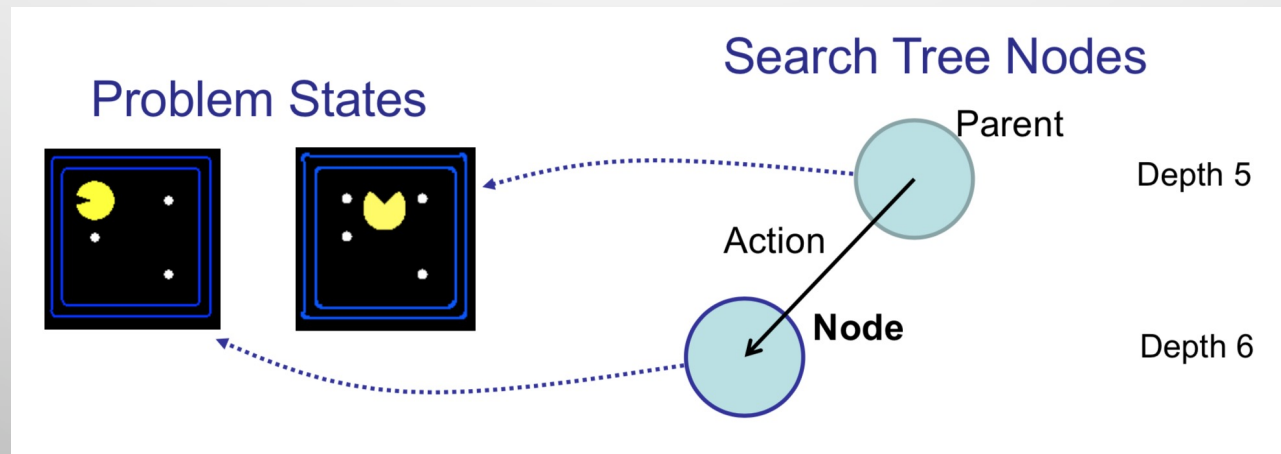 Search Tree Nodes
Problem States
Parent
Depth 5
Action
Node
Depth 6